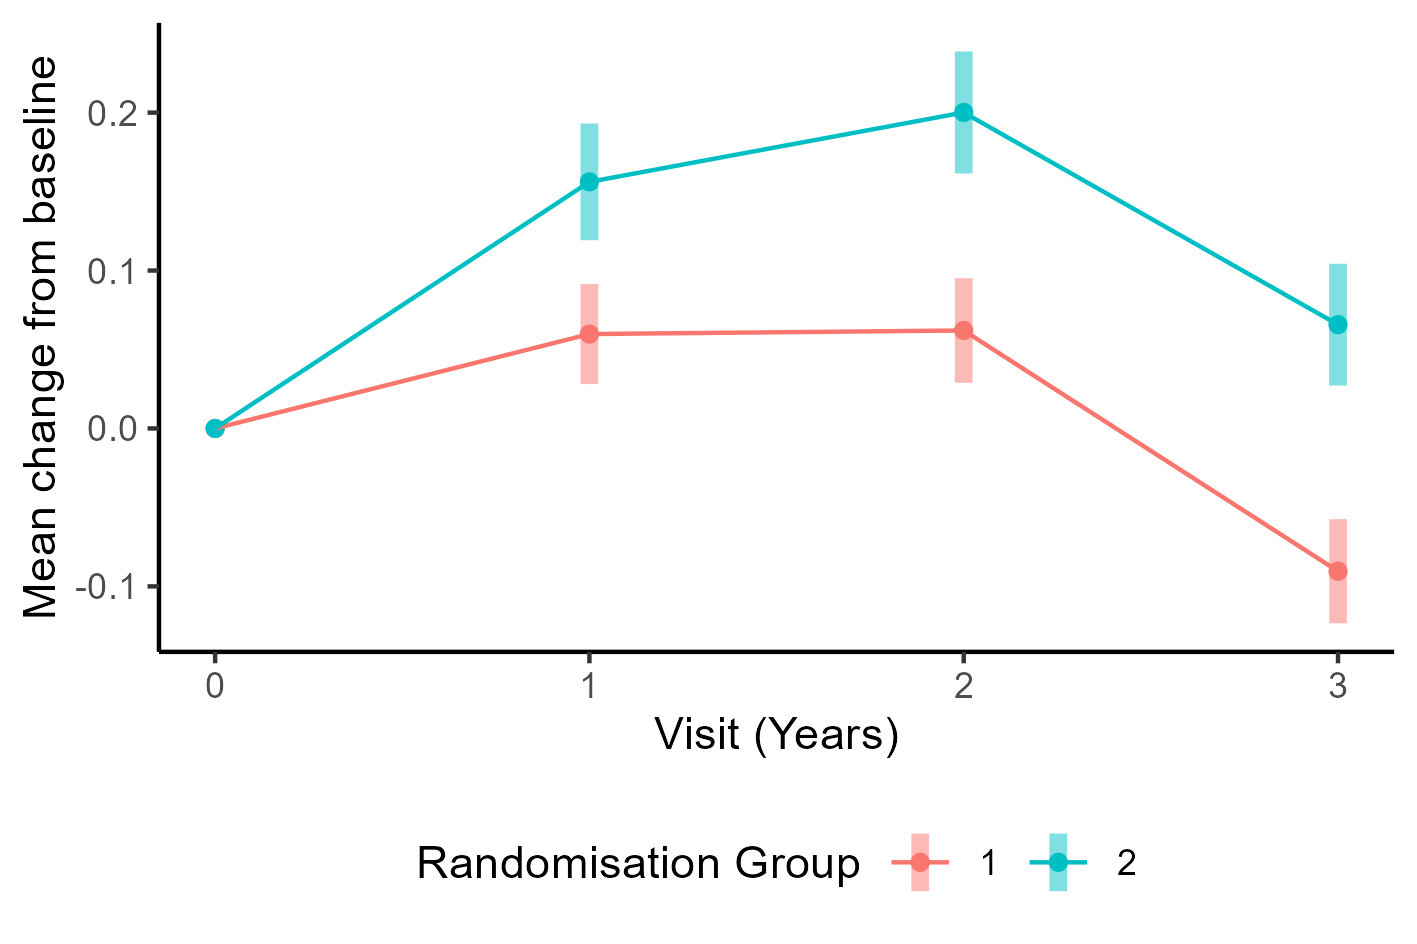 Mean change from baseline
0.2
0.1
0.0
-0.1
0 1 2 3
Visit (Years)
Randomisation Group 1 2